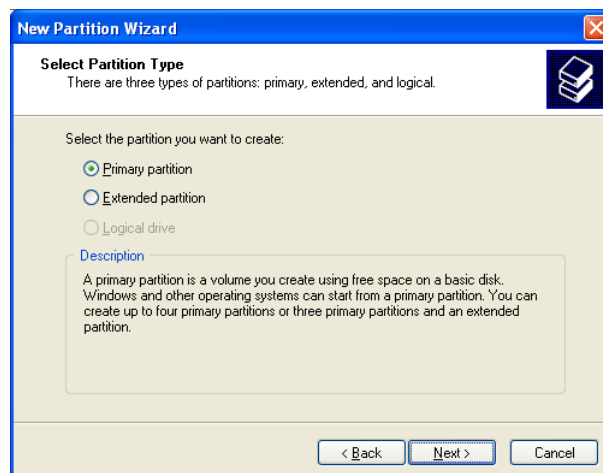 New Partition Wizard
Select Partition Type
There are three types of partitions: primary, extended, and logical.
Select the partition you want to create:
Primary partition
Extended partition
Logical drive
Description
A primary partition is a volume you create using free space on a basic disk.
Windows and other operating systems can start from a primary partition. You can
create up to four primary partitions or three primary partitions and an extended
partition.
< Back
Next >
Cancel